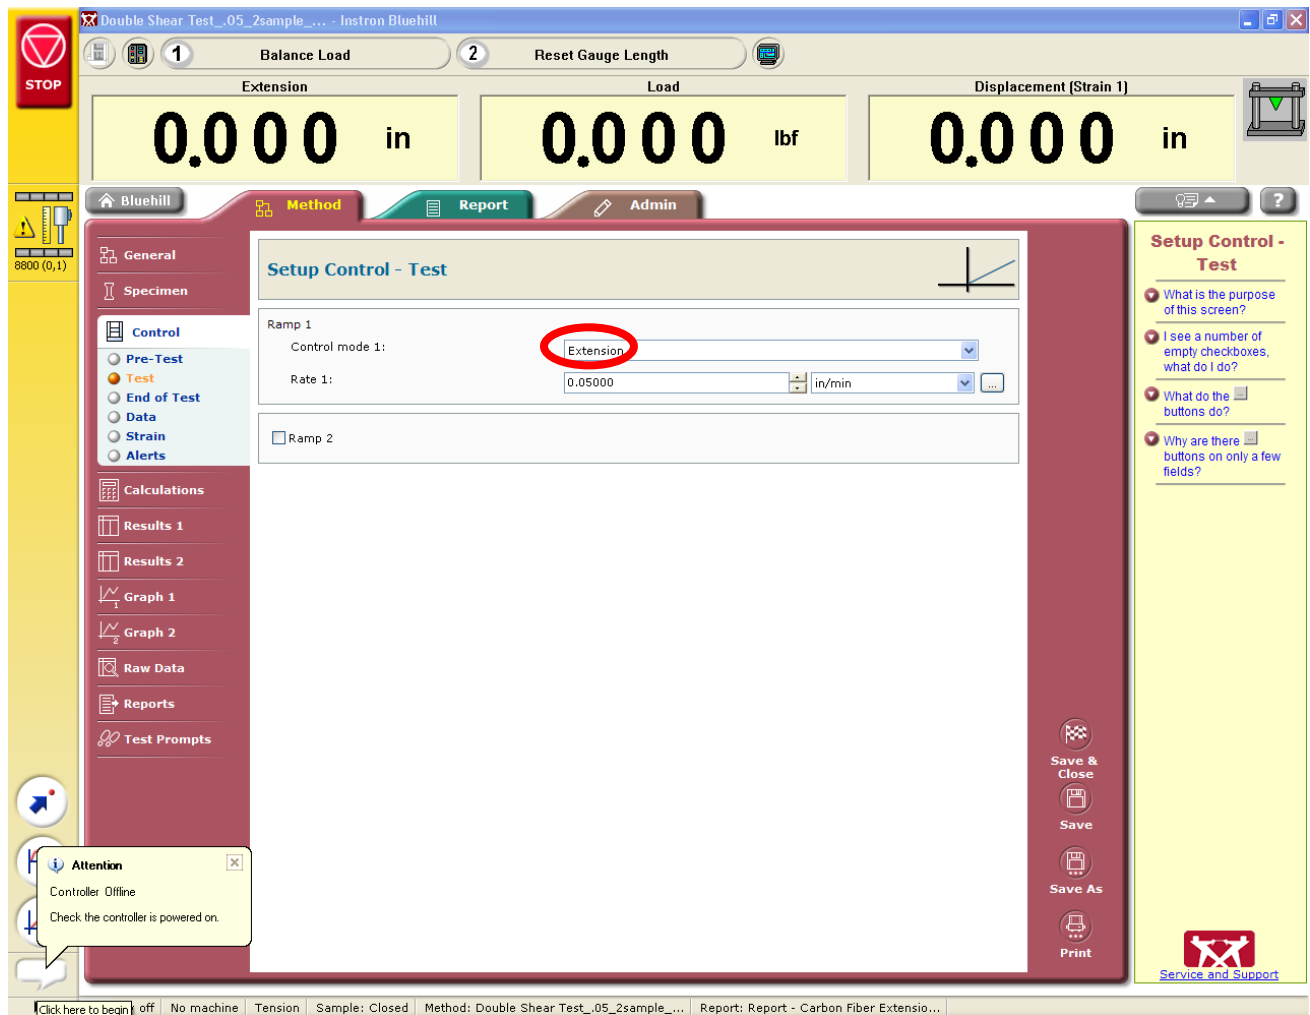 Double Shear Test_.05_2sample_... - Instron Bluehill
STOP
1 Balance Load
2 Reset Gauge Length
Extension
0.000 in
Load
0.000 lbf
Displacement (Strain 1)
0.000 in
8800 (0,1)
Bluehill
Method
Report
Admin
?
General
Specimen
Control
Pre-Test
Test
End of Test
Data
Strain
Alerts
Calculations
Results 1
Results 2
Graph 1
Graph 2
Raw Data
Reports
Test Prompts
Setup Control - Test
Ramp 1
Control mode 1:
Extension
Rate 1:
0.05000
in/min
...
Ramp 2
Save &
Close
Save
Save As
Print
Setup Control -
Test
What is the purpose
of this screen?
I see a number of
empty checkboxes,
what do I do?
What do the ...
buttons do?
Why are there ...
buttons on only a few
fields?
Service and Support
Attention
Controller Offline
Check the controller is powered on.
Click here to begin
off
No machine
Tension
Sample: Closed
Method: Double Shear Test_.05_2sample_...
Report: Report - Carbon Fiber Extensio...